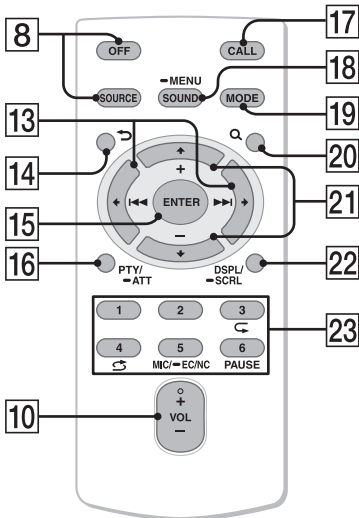 8
OFF
CALL
17
-MENU
18
SOURCE
SOUND
MODE
19
13
14
20
+
15
ENTER
21
-
16
PTY/
-ATT
DSPL/
-SCRL
22
1 2 3
23
4 5 6
MIC/-EC/NC
PAUSE
10
+
VOL
-